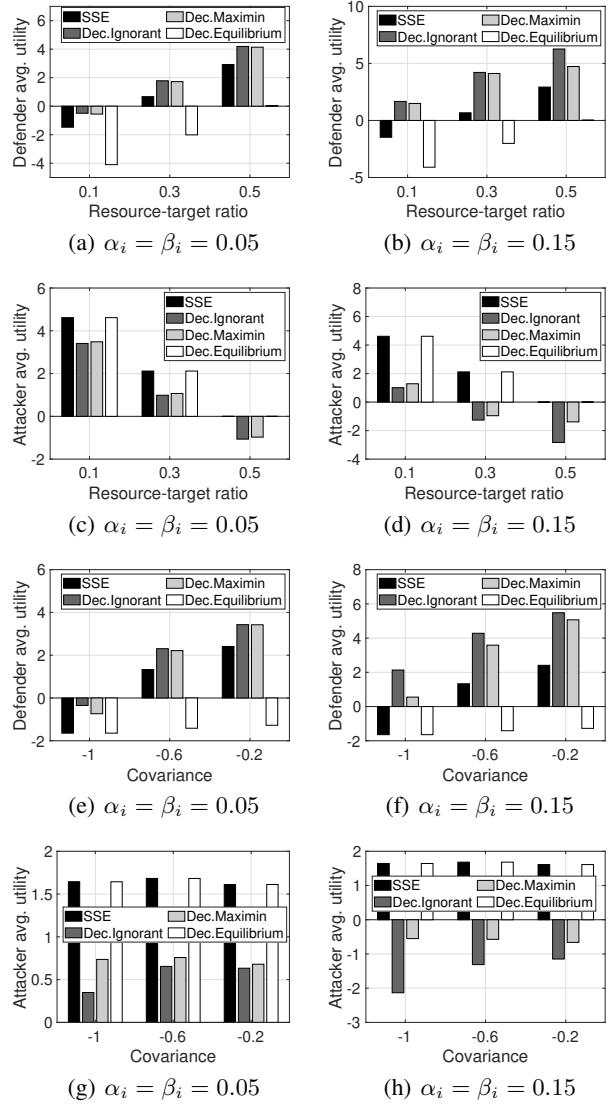 SSE
Dec.Maximin
Dec.Ignorant
Dec.Equilibrium
Defender avg. utility
6
4
2
0
-2
-4
0.1
0.3
0.5
Resource-target ratio
(a) αi = βi = 0.05
SSE
Dec.Maximin
Dec.Ignorant
Dec.Equilibrium
Defender avg. utility
10
5
0
-5
0.1
0.3
0.5
Resource-target ratio
(b) αi = βi = 0.15
SSE
Dec.Ignorant
Dec.Maximin
Dec.Equilibrium
Attacker avg. utility
6
4
2
0
-2
0.1
0.3
0.5
Resource-target ratio
(c) αi = βi = 0.05
SSE
Dec.Ignorant
Dec.Maximin
Dec.Equilibrium
Attacker avg. utility
8
6
4
2
0
-2
-4
0.1
0.3
0.5
Resource-target ratio
(d) αi = βi = 0.15
SSE
Dec.Maximin
Dec.Ignorant
Dec.Equilibrium
Defender avg. utility
6
4
2
0
-2
-1
-0.6
-0.2
Covariance
(e) αi = βi = 0.05
SSE
Dec.Maximin
Dec.Ignorant
Dec.Equilibrium
Defender avg. utility
8
6
4
2
0
-2
-1
-0.6
-0.2
Covariance
(f) αi = βi = 0.15
SSE
Dec.Maximin
Dec.Ignorant
Dec.Equilibrium
Attacker avg. utility
2
1.5
1
0.5
0
-1
-0.6
-0.2
Covariance
(g) αi = βi = 0.05
SSE
Dec.Maximin
Dec.Ignorant
Dec.Equilibrium
Attacker avg. utility
2
1
0
-1
-2
-3
-1
-0.6
-0.2
Covariance
(h) αi = βi = 0.15